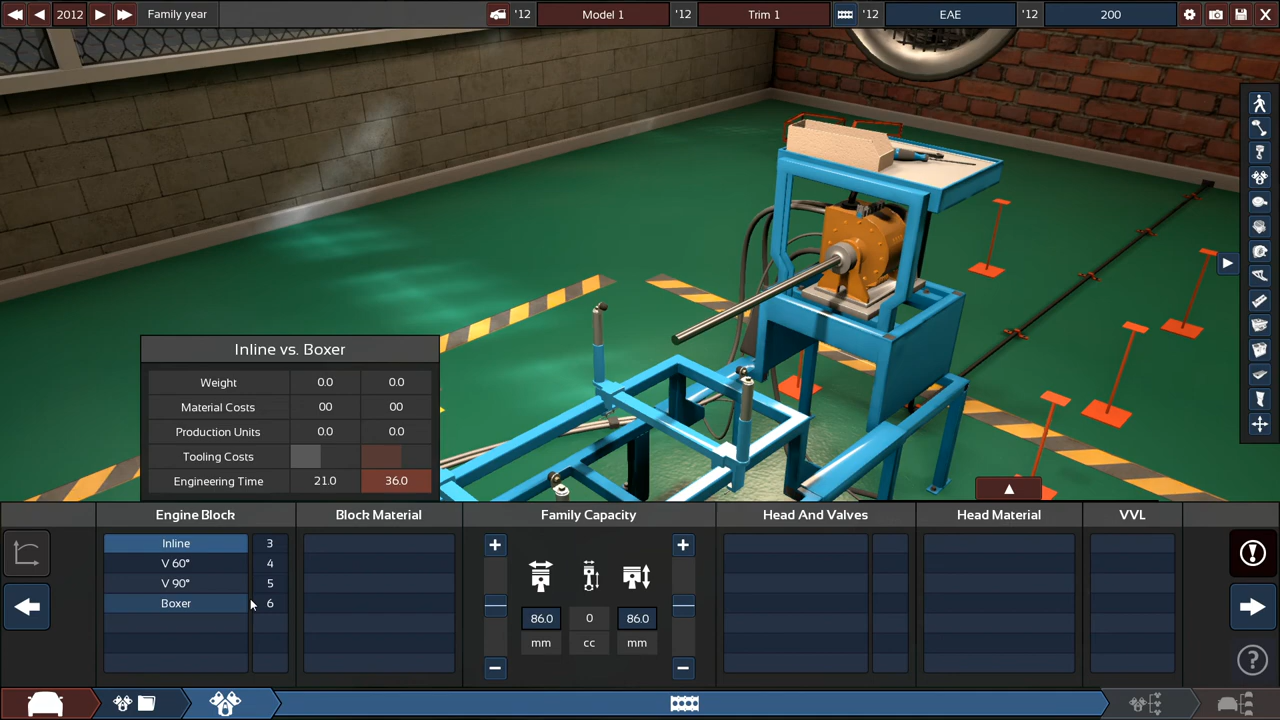 2012 Family year '12 Model 1 '12 Trim 1 '12 EAE '12 200
Inline vs. Boxer
Weight 0.0 0.0
Material Costs 00 00
Production Units 0.0 0.0
Tooling Costs
Engineering Time 21.0 36.0
Engine Block Block Material Family Capacity Head And Valves Head Material VVL
Inline 3
V 60° 4
V 90° 5
Boxer 6
+ +
86.0 0 86.0
mm cc mm
− −
?